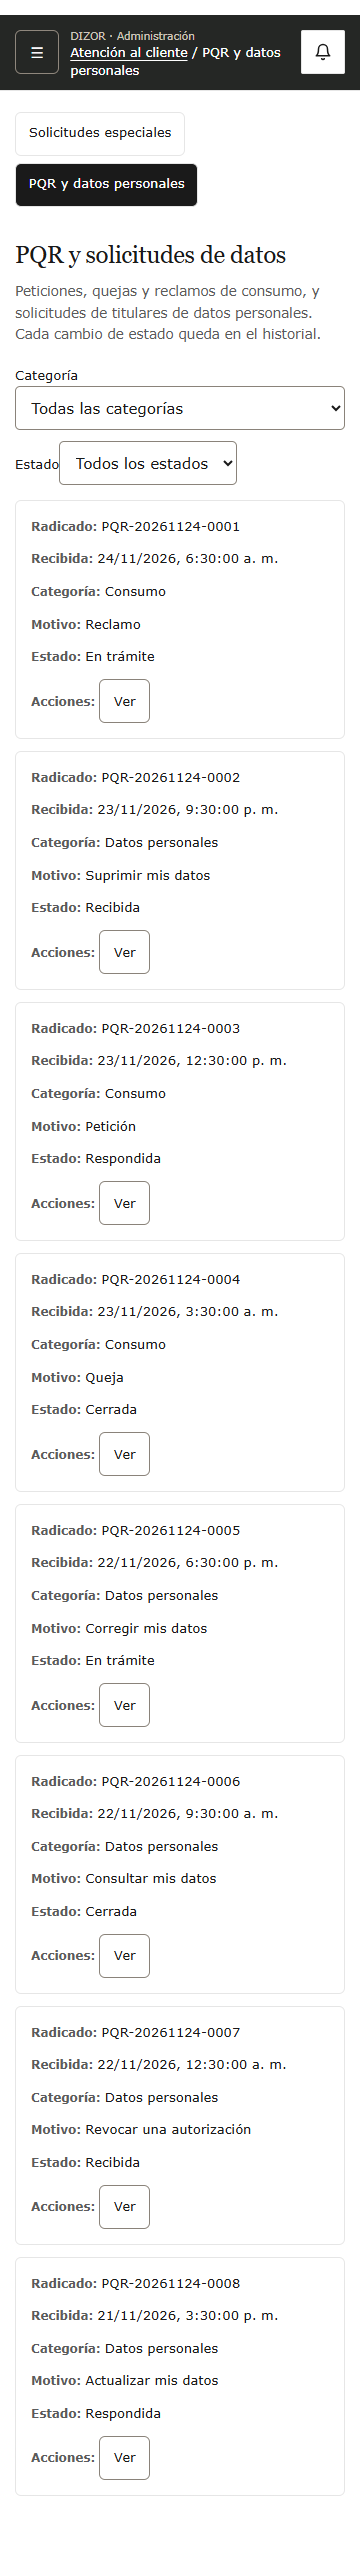 ☰
DIZOR · Administración
Atención al cliente / PQR y datos
personales
Solicitudes especiales
PQR y datos personales
PQR y solicitudes de datos
Peticiones, quejas y reclamos de consumo, y
solicitudes de titulares de datos personales.
Cada cambio de estado queda en el historial.
Categoría
Todas las categorías
Estado Todos los estados
Radicado: PQR-20261124-0001
Recibida: 24/11/2026, 6:30:00 a. m.
Categoría: Consumo
Motivo: Reclamo
Estado: En trámite
Acciones: Ver
Radicado: PQR-20261124-0002
Recibida: 23/11/2026, 9:30:00 p. m.
Categoría: Datos personales
Motivo: Suprimir mis datos
Estado: Recibida
Acciones: Ver
Radicado: PQR-20261124-0003
Recibida: 23/11/2026, 12:30:00 p. m.
Categoría: Consumo
Motivo: Petición
Estado: Respondida
Acciones: Ver
Radicado: PQR-20261124-0004
Recibida: 23/11/2026, 3:30:00 a. m.
Categoría: Consumo
Motivo: Queja
Estado: Cerrada
Acciones: Ver
Radicado: PQR-20261124-0005
Recibida: 22/11/2026, 6:30:00 p. m.
Categoría: Datos personales
Motivo: Corregir mis datos
Estado: En trámite
Acciones: Ver
Radicado: PQR-20261124-0006
Recibida: 22/11/2026, 9:30:00 a. m.
Categoría: Datos personales
Motivo: Consultar mis datos
Estado: Cerrada
Acciones: Ver
Radicado: PQR-20261124-0007
Recibida: 22/11/2026, 12:30:00 a. m.
Categoría: Datos personales
Motivo: Revocar una autorización
Estado: Recibida
Acciones: Ver
Radicado: PQR-20261124-0008
Recibida: 21/11/2026, 3:30:00 p. m.
Categoría: Datos personales
Motivo: Actualizar mis datos
Estado: Respondida
Acciones: Ver